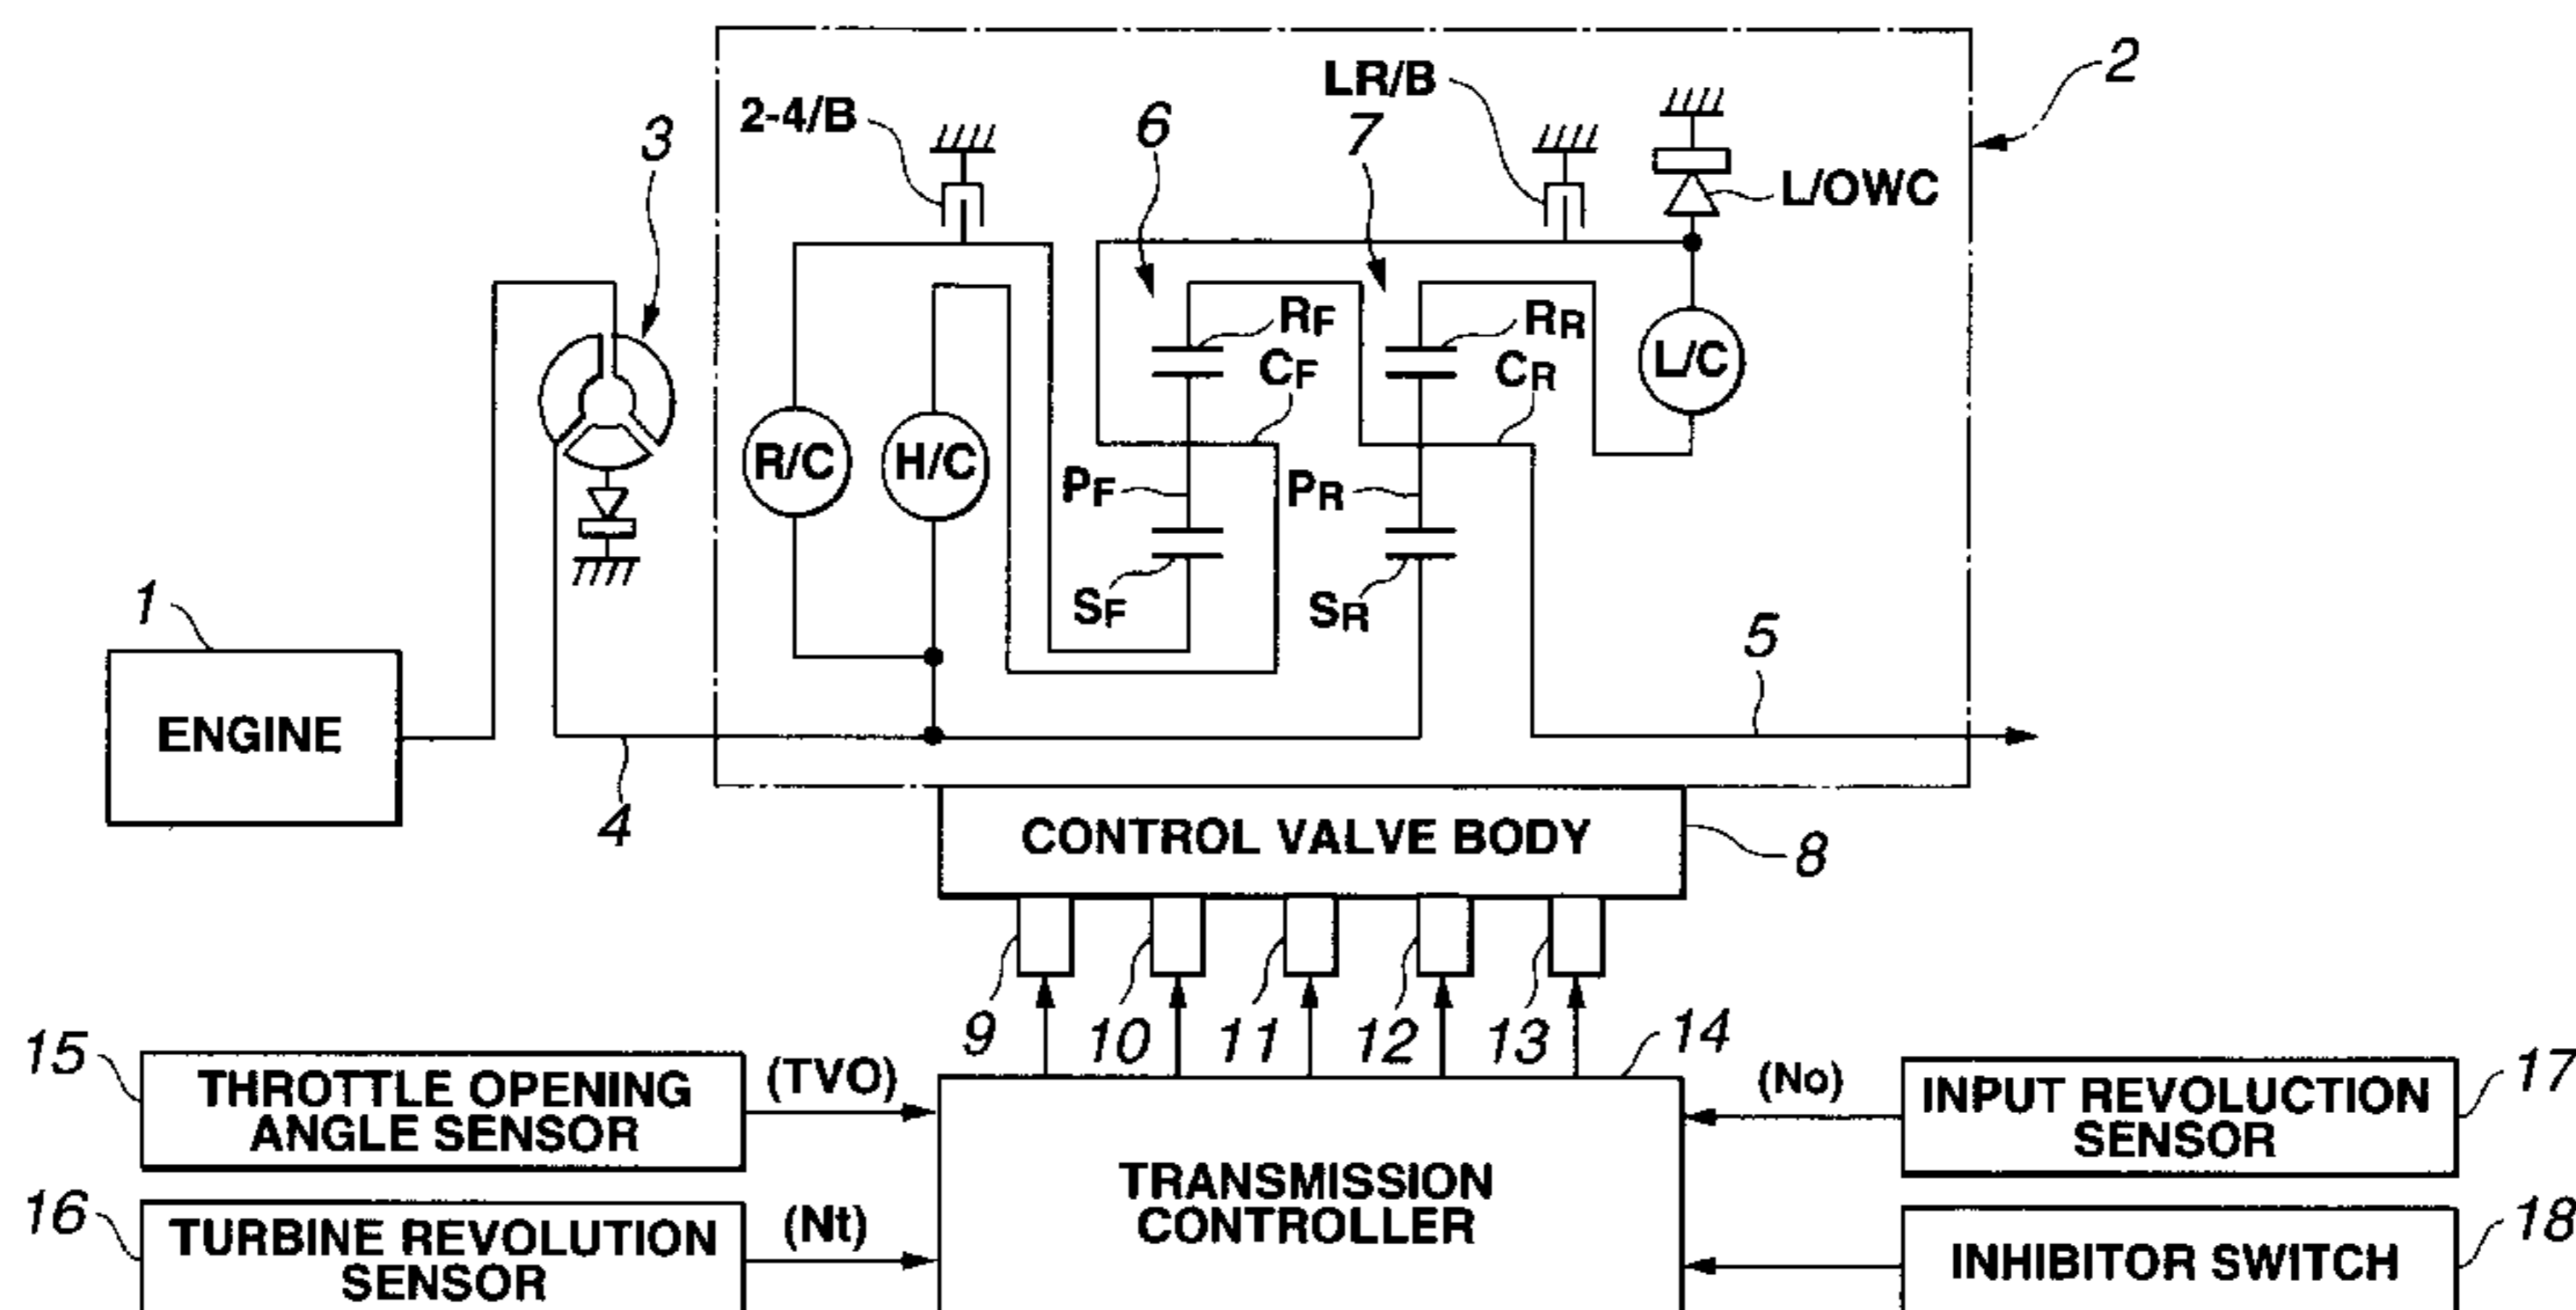 2
LR/B
2-4/B
6
7
3
L/OWC
RF
RR
CF
CR
L/C
R/C
H/C
PF
PR
SF
SR
1
5
ENGINE
4
CONTROL VALVE BODY
8
9
10
11
12
13
14
15
THROTTLE OPENING
ANGLE SENSOR
(TVO)
(No)
INPUT REVOLUCTION
SENSOR
17
16
TURBINE REVOLUTION
SENSOR
(Nt)
TRANSMISSION
CONTROLLER
INHIBITOR SWITCH
18